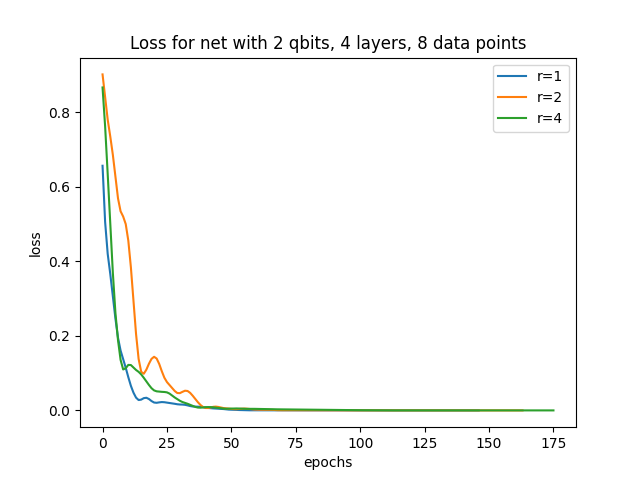 Loss for net with 2 qbits, 4 layers, 8 data points
r=1
r=2
r=4
loss
0.8
0.6
0.4
0.2
0.0
0 25 50 75 100 125 150 175
epochs